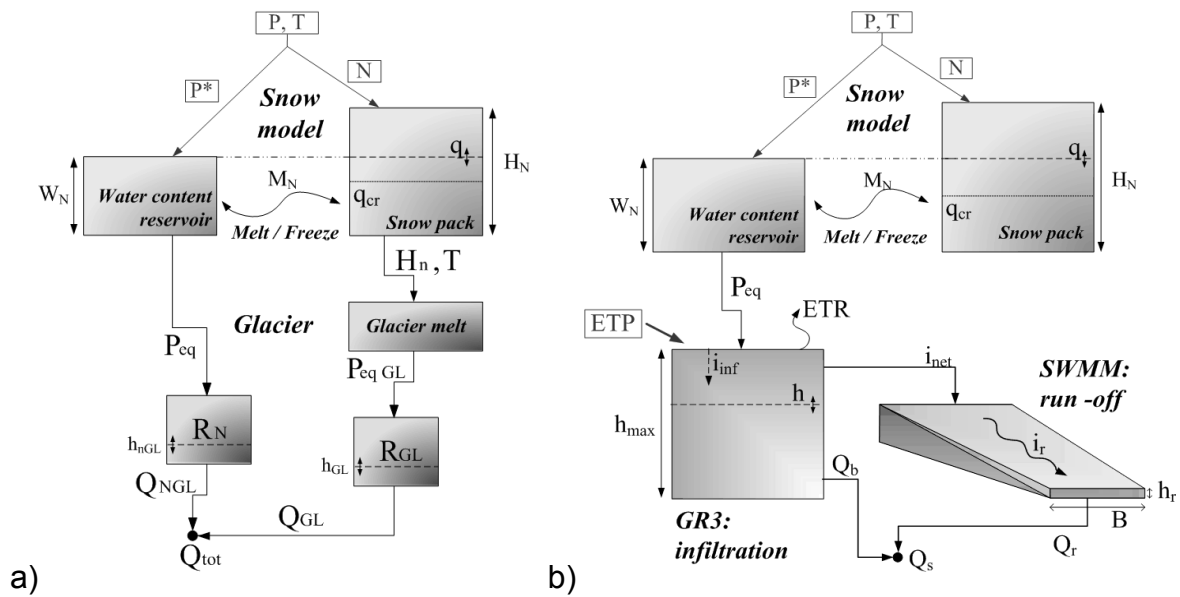 P, T
P*
N
Snow
model
q
H_N
W_N
Water content
reservoir
M_N
q_cr
Melt / Freeze
Snow pack
H_n , T
Glacier
Glacier melt
P_eq
P_eq GL
R_N
h_nGL
R_GL
h_GL
Q_NGL
Q_GL
Q_tot
a)
P, T
P*
N
Snow
model
q
H_N
W_N
Water content
reservoir
M_N
q_cr
Melt / Freeze
Snow pack
P_eq
ETP
ETR
i_inf
i_net
SWMM:
run -off
h
h_max
i_r
Q_b
h_r
B
GR3:
infiltration
Q_r
Q_s
b)